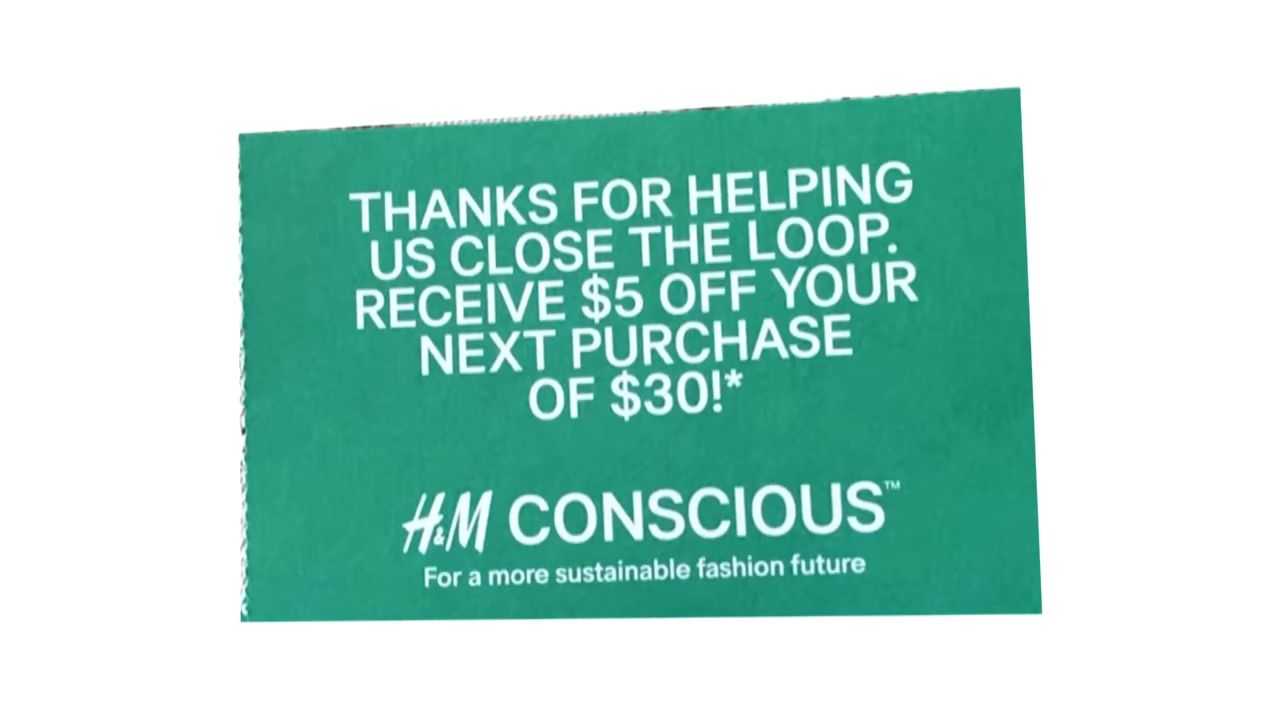 THANKS FOR HELPING
US CLOSE THE LOOP.
RECEIVE $5 OFF YOUR
NEXT PURCHASE
OF $30!*
H&M CONSCIOUS™
For a more sustainable fashion future